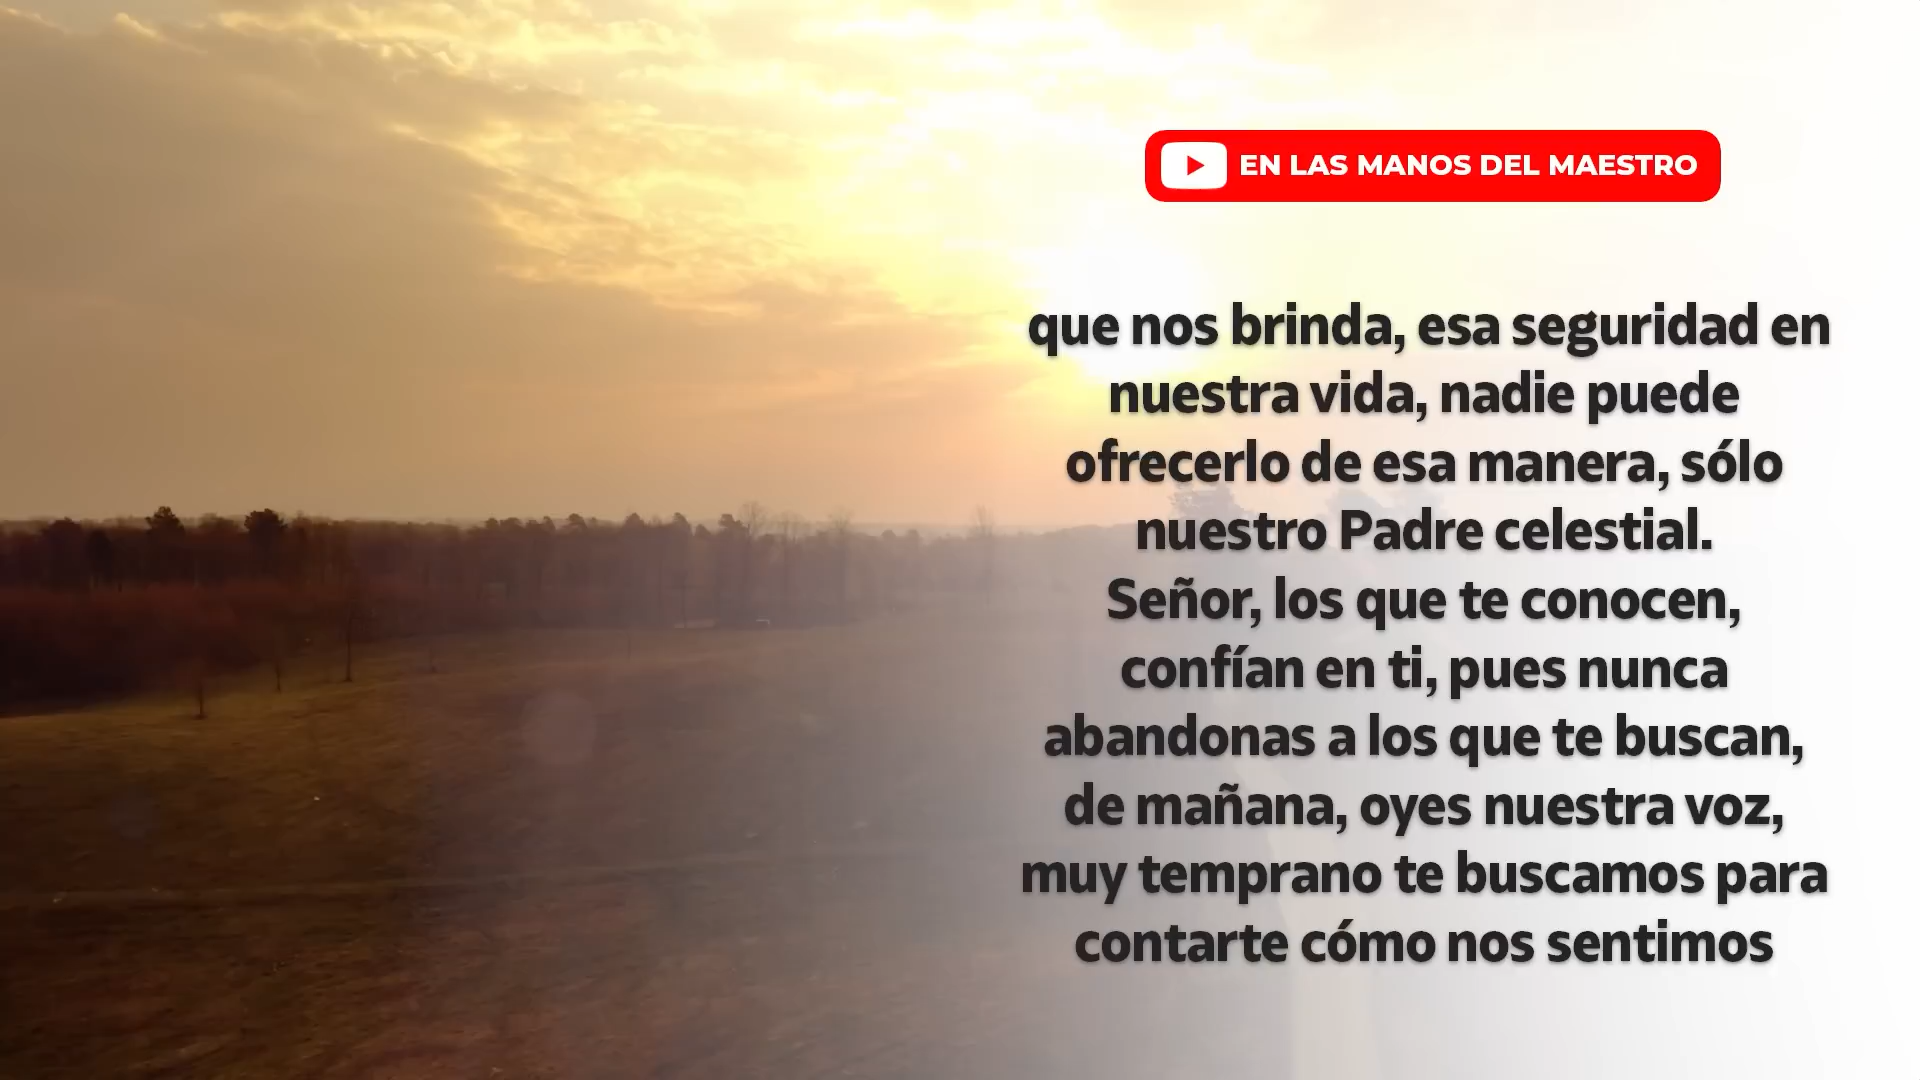 EN LAS MANOS DEL MAESTRO
que nos brinda, esa seguridad en
nuestra vida, nadie puede
ofrecerlo de esa manera, sólo
nuestro Padre celestial.
Señor, los que te conocen,
confían en ti, pues nunca
abandonas a los que te buscan,
de mañana, oyes nuestra voz,
muy temprano te buscamos para
contarte cómo nos sentimos